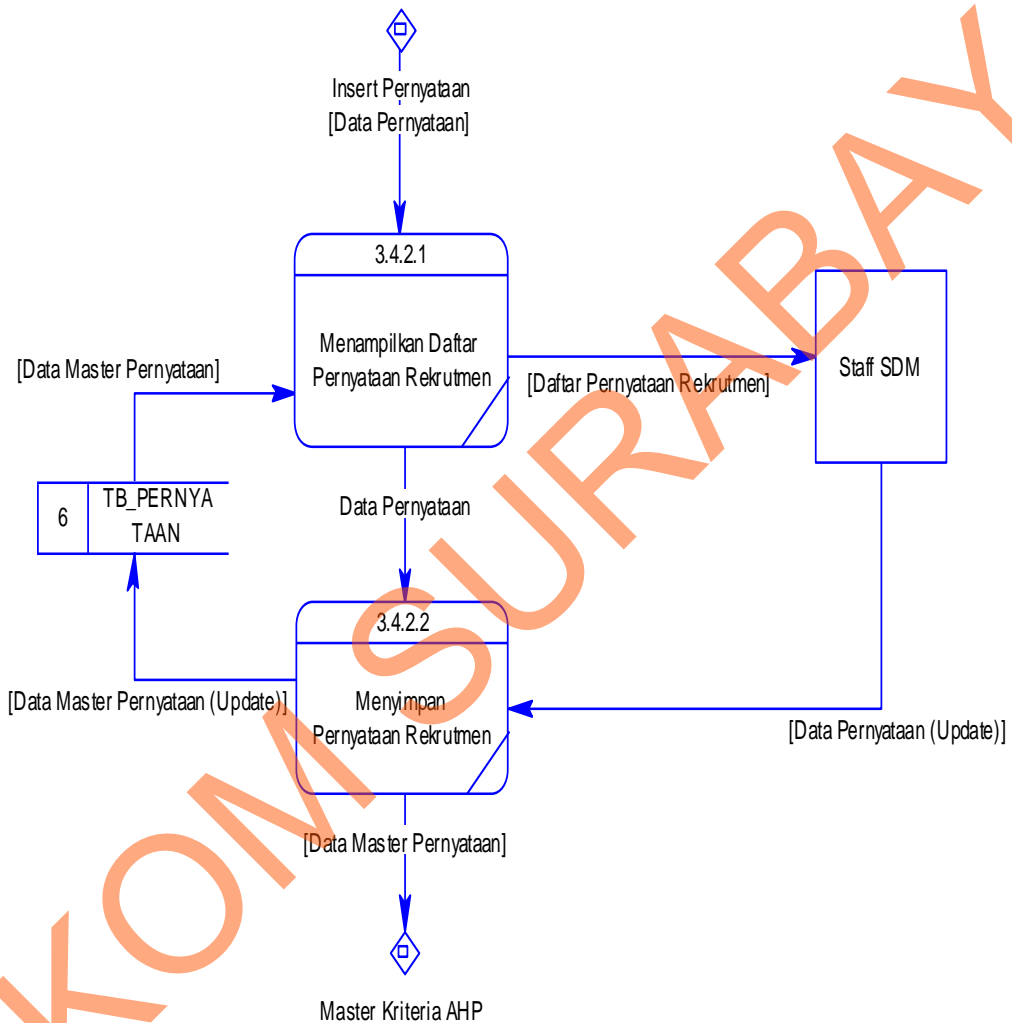 Insert Pernyataan
[Data Pernyataan]
3.4.2.1
Menampilkan Daftar
Pernyataan Rekrutmen
[Data Master Pernyataan]
[Daftar Pernyataan Rekrutmen]
Staff SDM
6
TB_PERNYA
TAAN
Data Pernyataan
3.4.2.2
Menyimpan
Pernyataan Rekrutmen
[Data Master Pernyataan (Update)]
[Data Pernyataan (Update)]
[Data Master Pernyataan]
Master Kriteria AHP
KOM SURABAY